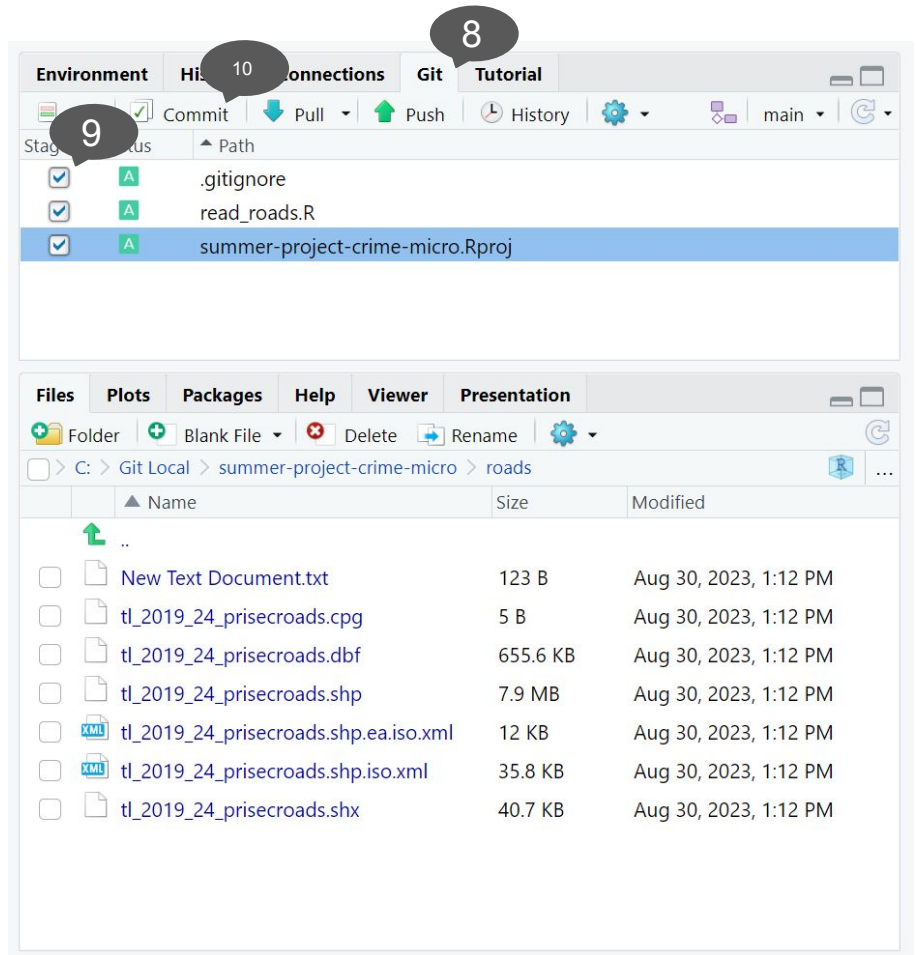 8
Environment Hi 10 onnections Git Tutorial
Commit Pull Push History main
9
Stag tus Path
A .gitignore
A read_roads.R
A summer-project-crime-micro.Rproj
Files Plots Packages Help Viewer Presentation
Folder Blank File Delete Rename
C: > Git Local > summer-project-crime-micro > roads R ...
Name Size Modified
..
New Text Document.txt 123 B Aug 30, 2023, 1:12 PM
tl_2019_24_prisecroads.cpg 5 B Aug 30, 2023, 1:12 PM
tl_2019_24_prisecroads.dbf 655.6 KB Aug 30, 2023, 1:12 PM
tl_2019_24_prisecroads.shp 7.9 MB Aug 30, 2023, 1:12 PM
XML tl_2019_24_prisecroads.shp.ea.iso.xml 12 KB Aug 30, 2023, 1:12 PM
XML tl_2019_24_prisecroads.shp.iso.xml 35.8 KB Aug 30, 2023, 1:12 PM
tl_2019_24_prisecroads.shx 40.7 KB Aug 30, 2023, 1:12 PM